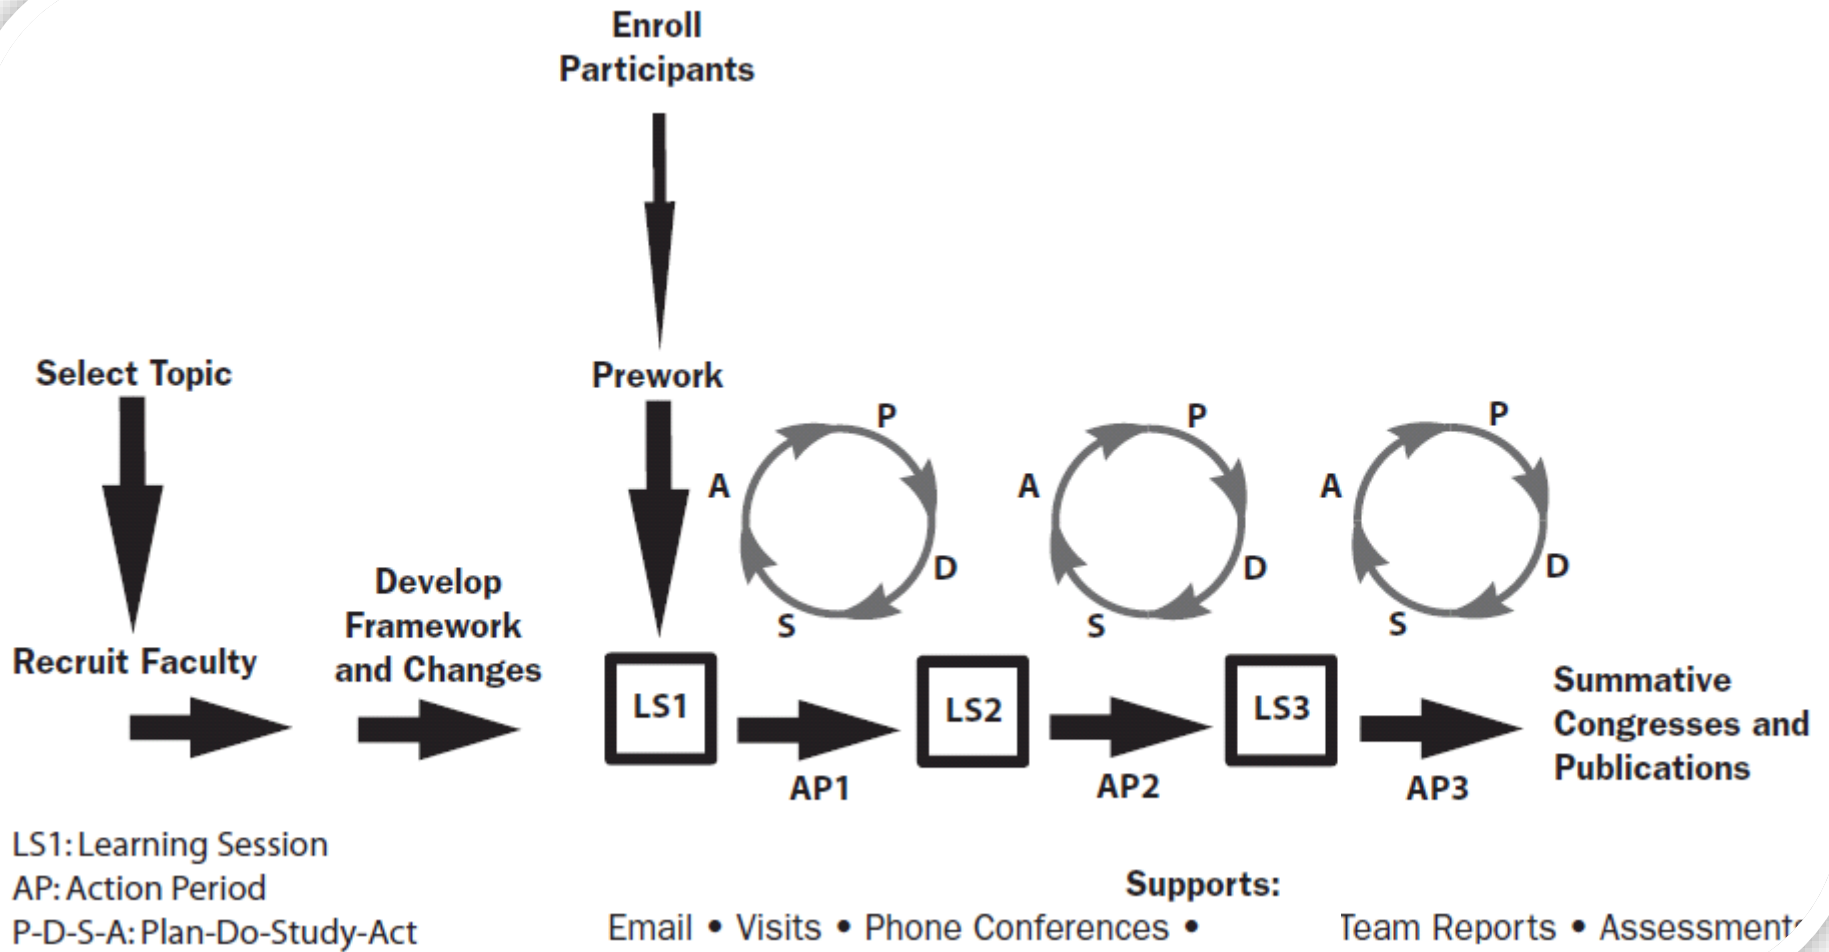 Enroll
Participants
Select Topic
Prework
P
A
D
S
P
A
D
S
P
A
D
S
Recruit Faculty
Develop
Framework
and Changes
LS1
AP1
LS2
AP2
LS3
AP3
Summative
Congresses and
Publications
LS1: Learning Session
AP: Action Period
P-D-S-A: Plan-Do-Study-Act
Supports:
Email • Visits • Phone Conferences • Team Reports • Assessments